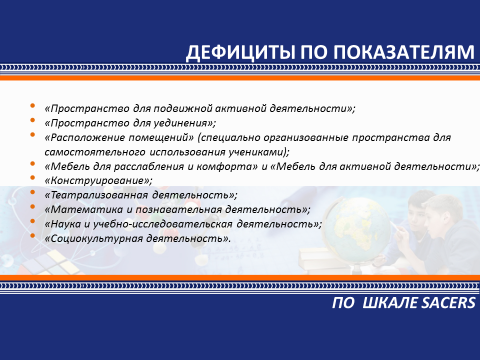 ДЕФИЦИТЫ ПО ПОКАЗАТЕЛЯМ
• «Пространство для подвижной активной деятельности»;
• «Пространство для уединения»;
• «Расположение помещений» (специально организованные пространства для
самостоятельного использования учениками);
• «Мебель для расслабления и комфорта» и «Мебель для активной деятельности»;
• «Конструирование»;
• «Театрализованная деятельность»;
• «Математика и познавательная деятельность»;
• «Наука и учебно-исследовательская деятельность»;
• «Социокультурная деятельность».
ПО ШКАЛЕ SACERS